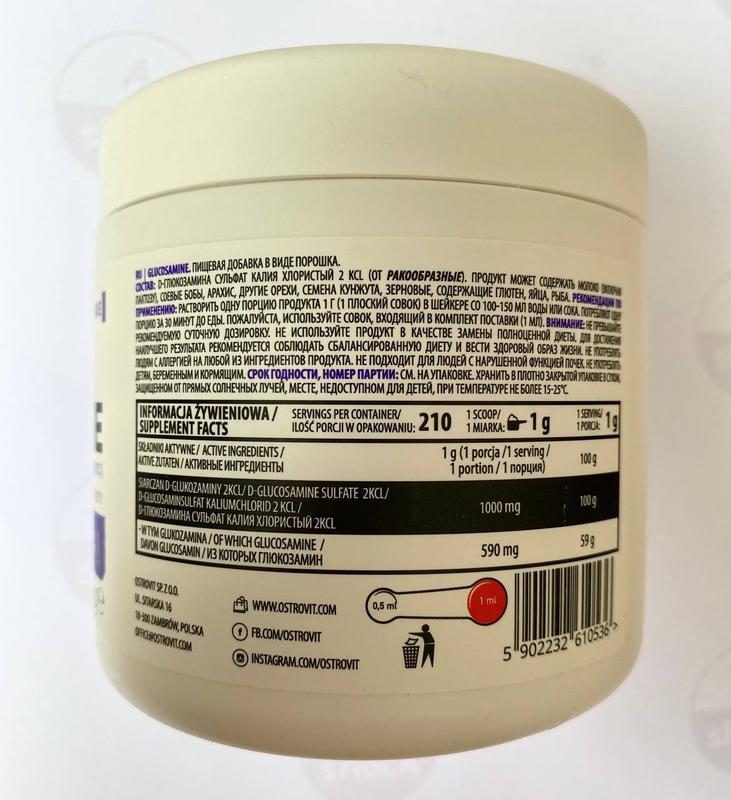 RU | GLUCOSAMINE. ПИЩЕВАЯ ДОБАВКА В ВИДЕ ПОРОШКА.
СОСТАВ: D-ГЛЮКОЗАМИНА СУЛЬФАТ КАЛИЯ ХЛОРИСТЫЙ 2 KCL (ОТ РАКООБРАЗНЫЕ). ПРОДУКТ МОЖЕТ СОДЕРЖАТЬ МОЛОКО (ВКЛЮЧАЯ
ЛАКТОЗУ), СОЕВЫЕ БОБЫ, АРАХИС, ДРУГИЕ ОРЕХИ, СЕМЕНА КУНЖУТА, ЗЕРНОВЫЕ, СОДЕРЖАЩИЕ ГЛЮТЕН, ЯЙЦА, РЫБА. РЕКОМЕНДАЦИИ ПО
ПРИМЕНЕНИЮ: РАСТВОРИТЬ ОДНУ ПОРЦИЮ ПРОДУКТА 1 Г (1 ПЛОСКИЙ СОВОК) В ШЕЙКЕРЕ СО 100-150 МЛ ВОДЫ ИЛИ СОКА. ПОТРЕБЛЯЮТ ОДНУ
ПОРЦИЮ ЗА 30 МИНУТ ДО ЕДЫ. ПОЖАЛУЙСТА, ИСПОЛЬЗУЙТЕ СОВОК, ВХОДЯЩИЙ В КОМПЛЕКТ ПОСТАВКИ (1 МЛ). ВНИМАНИЕ: НЕ ПРЕВЫШАЙТЕ
РЕКОМЕНДУЕМУЮ СУТОЧНУЮ ДОЗИРОВКУ. НЕ ИСПОЛЬЗУЙТЕ ПРОДУКТ В КАЧЕСТВЕ ЗАМЕНЫ ПОЛНОЦЕННОЙ ДИЕТЫ. ДЛЯ ДОСТИЖЕНИЯ
НАИЛУЧШЕГО РЕЗУЛЬТАТА РЕКОМЕНДУЕТСЯ СОБЛЮДАТЬ СБАЛАНСИРОВАННУЮ ДИЕТУ И ВЕСТИ ЗДОРОВЫЙ ОБРАЗ ЖИЗНИ. НЕ УПОТРЕБЛЯТЬ
ЛЮДЯМ С АЛЛЕРГИЕЙ НА ЛЮБОЙ ИЗ ИНГРЕДИЕНТОВ ПРОДУКТА. НЕ ПОДХОДИТ ДЛЯ ЛЮДЕЙ С НАРУШЕННОЙ ФУНКЦИЕЙ ПОЧЕК. НЕ УПОТРЕБЛЯТЬ
ДЕТЯМ, БЕРЕМЕННЫМ И КОРМЯЩИМ. СРОК ГОДНОСТИ, НОМЕР ПАРТИИ: СМ. НА УПАКОВКЕ. ХРАНИТЬ В ПЛОТНО ЗАКРЫТОЙ УПАКОВКЕ В СУХОМ,
ЗАЩИЩЕННОМ ОТ ПРЯМЫХ СОЛНЕЧНЫХ ЛУЧЕЙ, МЕСТЕ, НЕДОСТУПНОМ ДЛЯ ДЕТЕЙ, ПРИ ТЕМПЕРАТУРЕ НЕ БОЛЕЕ 15-25°C.
INFORMACJA ŻYWIENIOWA /
SUPPLEMENT FACTS
SERVINGS PER CONTAINER/
ILOŚĆ PORCJI W OPAKOWANIU: 210
1 SCOOP/
1 MIARKA: 1 g
1 SERVING/
1 PORCJA: 1 g
SKŁADNIKI AKTYWNE / ACTIVE INGREDIENTS /
AKTIVE ZUTATEN / АКТИВНЫЕ ИНГРЕДИЕНТЫ
1 g (1 porcja /1 serving /
1 portion / 1 порция)
100 g
SIARCZAN D-GLUKOZAMINY 2KCL/ D-GLUCOSAMINE SULFATE 2KCL/
D-GLUCOSAMINSULFAT KALIUMCHLORID 2 KCL /
D-ГЛЮКОЗАМИНА СУЛЬФАТ КАЛИЯ ХЛОРИСТЫЙ 2KCL
1000 mg
100 g
- W TYM GLUKOZAMINA / OF WHICH GLUCOSAMINE /
DAVON GLUCOSAMIN / ИЗ КОТОРЫХ ГЛЮКОЗАМИН
590 mg
59 g
OSTROVIT SP. Z O.O.
UL. SITARSKA 16
18-300 ZAMBRÓW, POLSKA
OFFICE@OSTROVIT.COM
WWW.OSTROVIT.COM
FB.COM/OSTROVIT
INSTAGRAM.COM/OSTROVIT
0,5 ml
1 ml
5 902232 610536 >
E